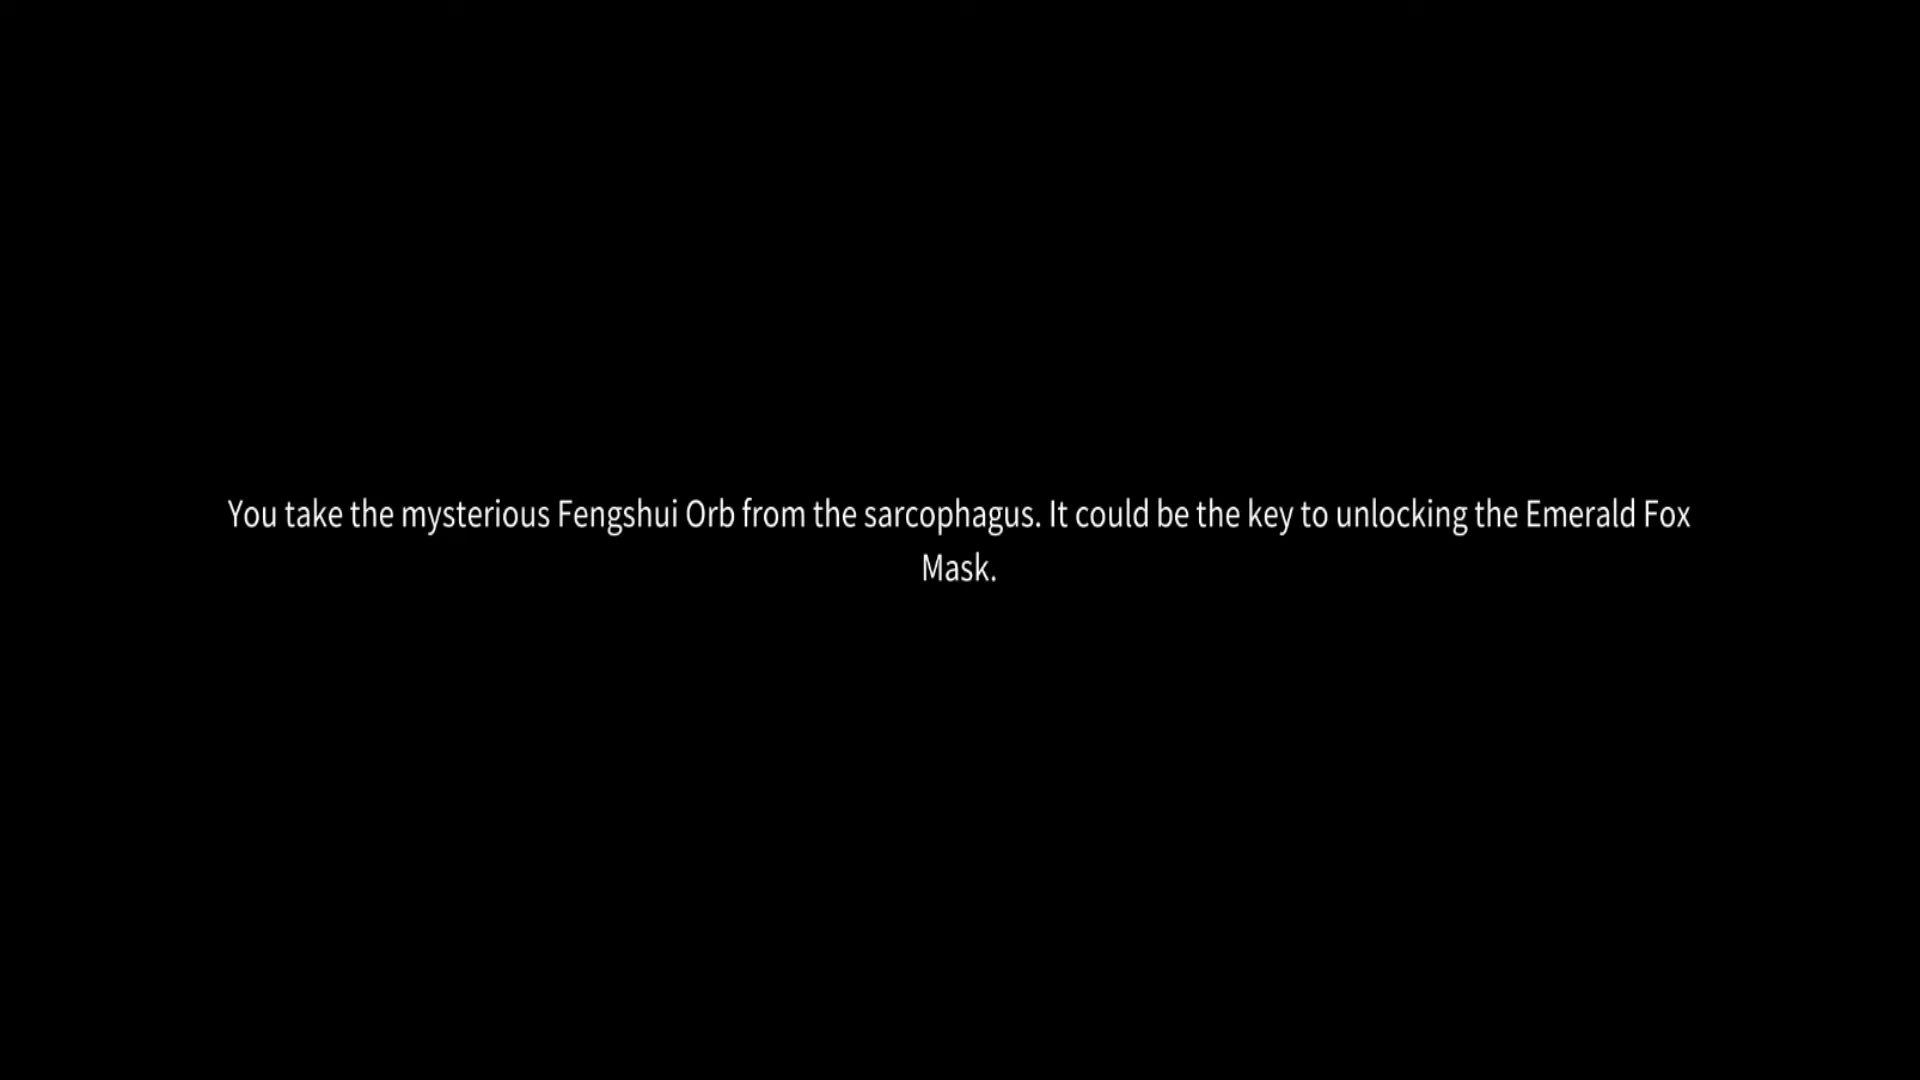 You take the mysterious Fengshui Orb from the sarcophagus. It could be the key to unlocking the Emerald Fox
Mask.